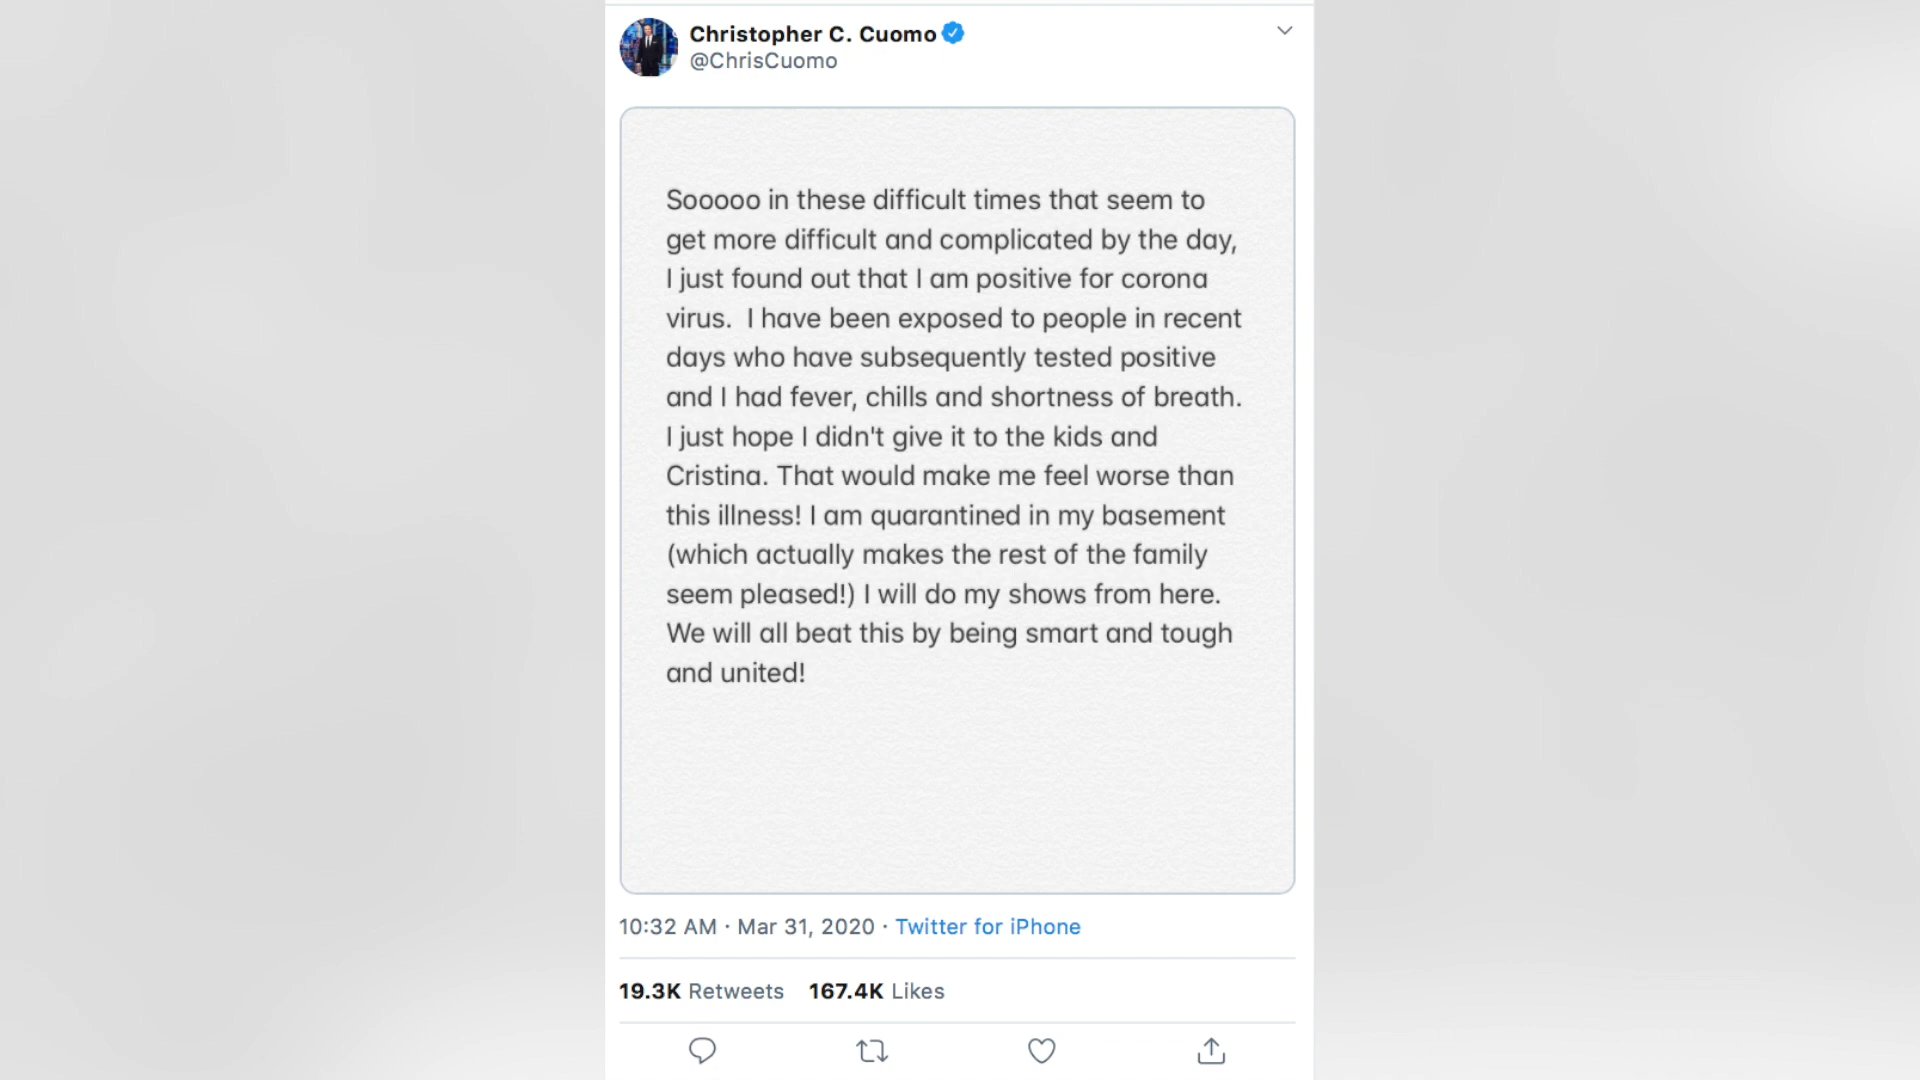 Christopher C. Cuomo
@ChrisCuomo
Sooooo in these difficult times that seem to
get more difficult and complicated by the day,
I just found out that I am positive for corona
virus.  I have been exposed to people in recent
days who have subsequently tested positive
and I had fever, chills and shortness of breath.
I just hope I didn't give it to the kids and
Cristina. That would make me feel worse than
this illness! I am quarantined in my basement
(which actually makes the rest of the family
seem pleased!) I will do my shows from here.
We will all beat this by being smart and tough
and united!
10:32 AM · Mar 31, 2020 · Twitter for iPhone
19.3K Retweets 167.4K Likes